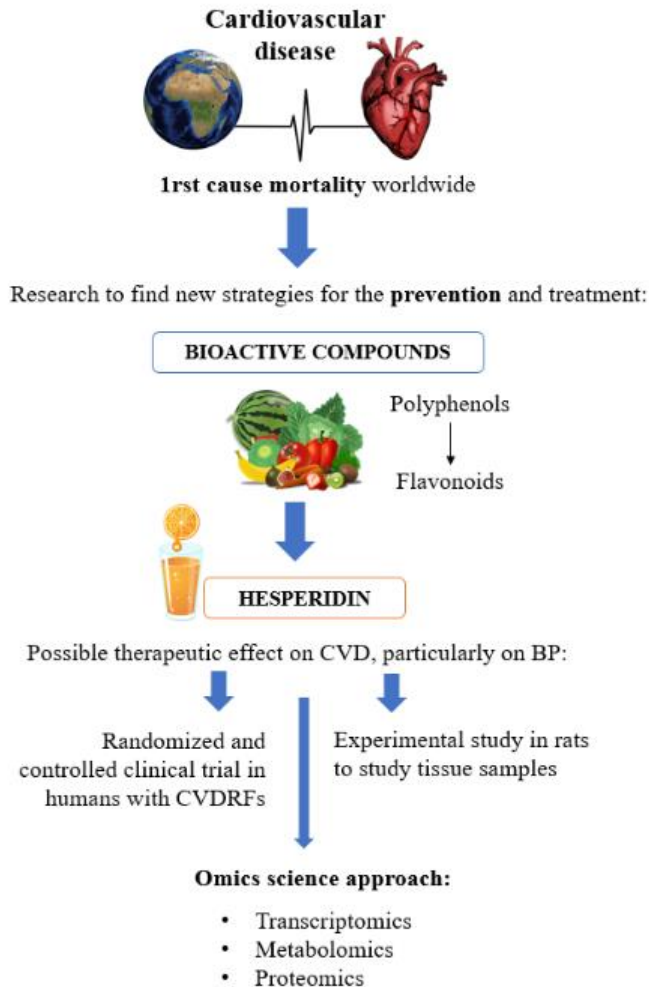 Cardiovascular
disease
1rst cause mortality worldwide
Research to find new strategies for the prevention and treatment:
BIOACTIVE COMPOUNDS
Polyphenols
Flavonoids
HESPERIDIN
Possible therapeutic effect on CVD, particularly on BP:
Randomized and
controlled clinical trial in
humans with CVDRFs
Experimental study in rats
to study tissue samples
Omics science approach:
• Transcriptomics
• Metabolomics
• Proteomics